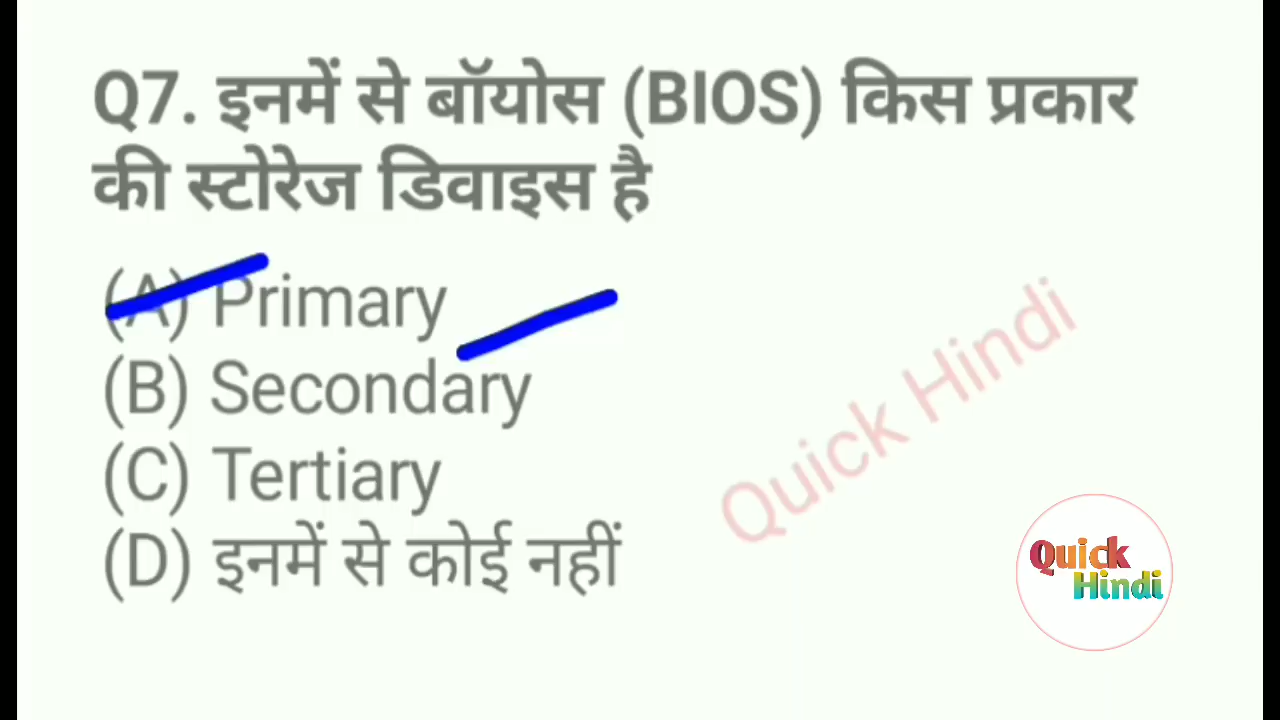 Q7. इनमें से बॉयोस (BIOS) किस प्रकार
की स्टोरेज डिवाइस है
(A) Primary
(B) Secondary
(C) Tertiary
(D) इनमें से कोई नहीं
Quick Hindi
Quick
Hindi